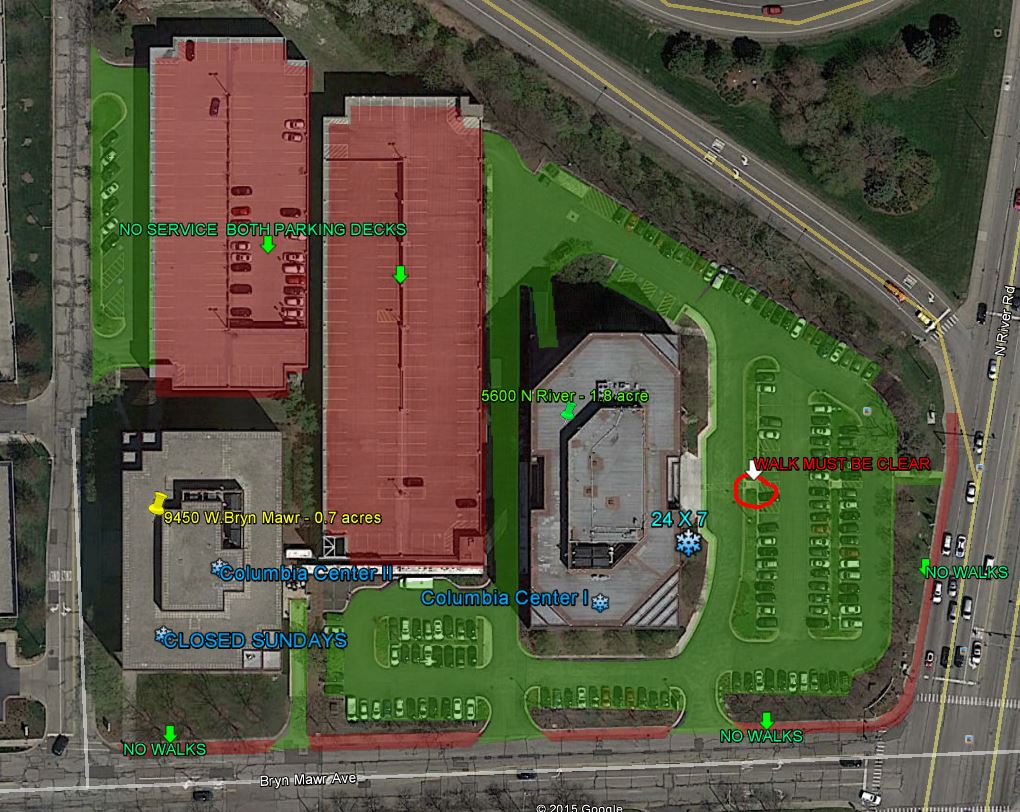 NO SERVICE  BOTH PARKING DECKS
N River Rd
5600 N River - 1.8 acre
WALK MUST BE CLEAR
9450 W.Bryn Mawr - 0.7 acres
24 X 7
Columbia Center II
NO WALKS
Columbia Center I
CLOSED SUNDAYS
NO WALKS
NO WALKS
Bryn Mawr Ave
© 2015 Google